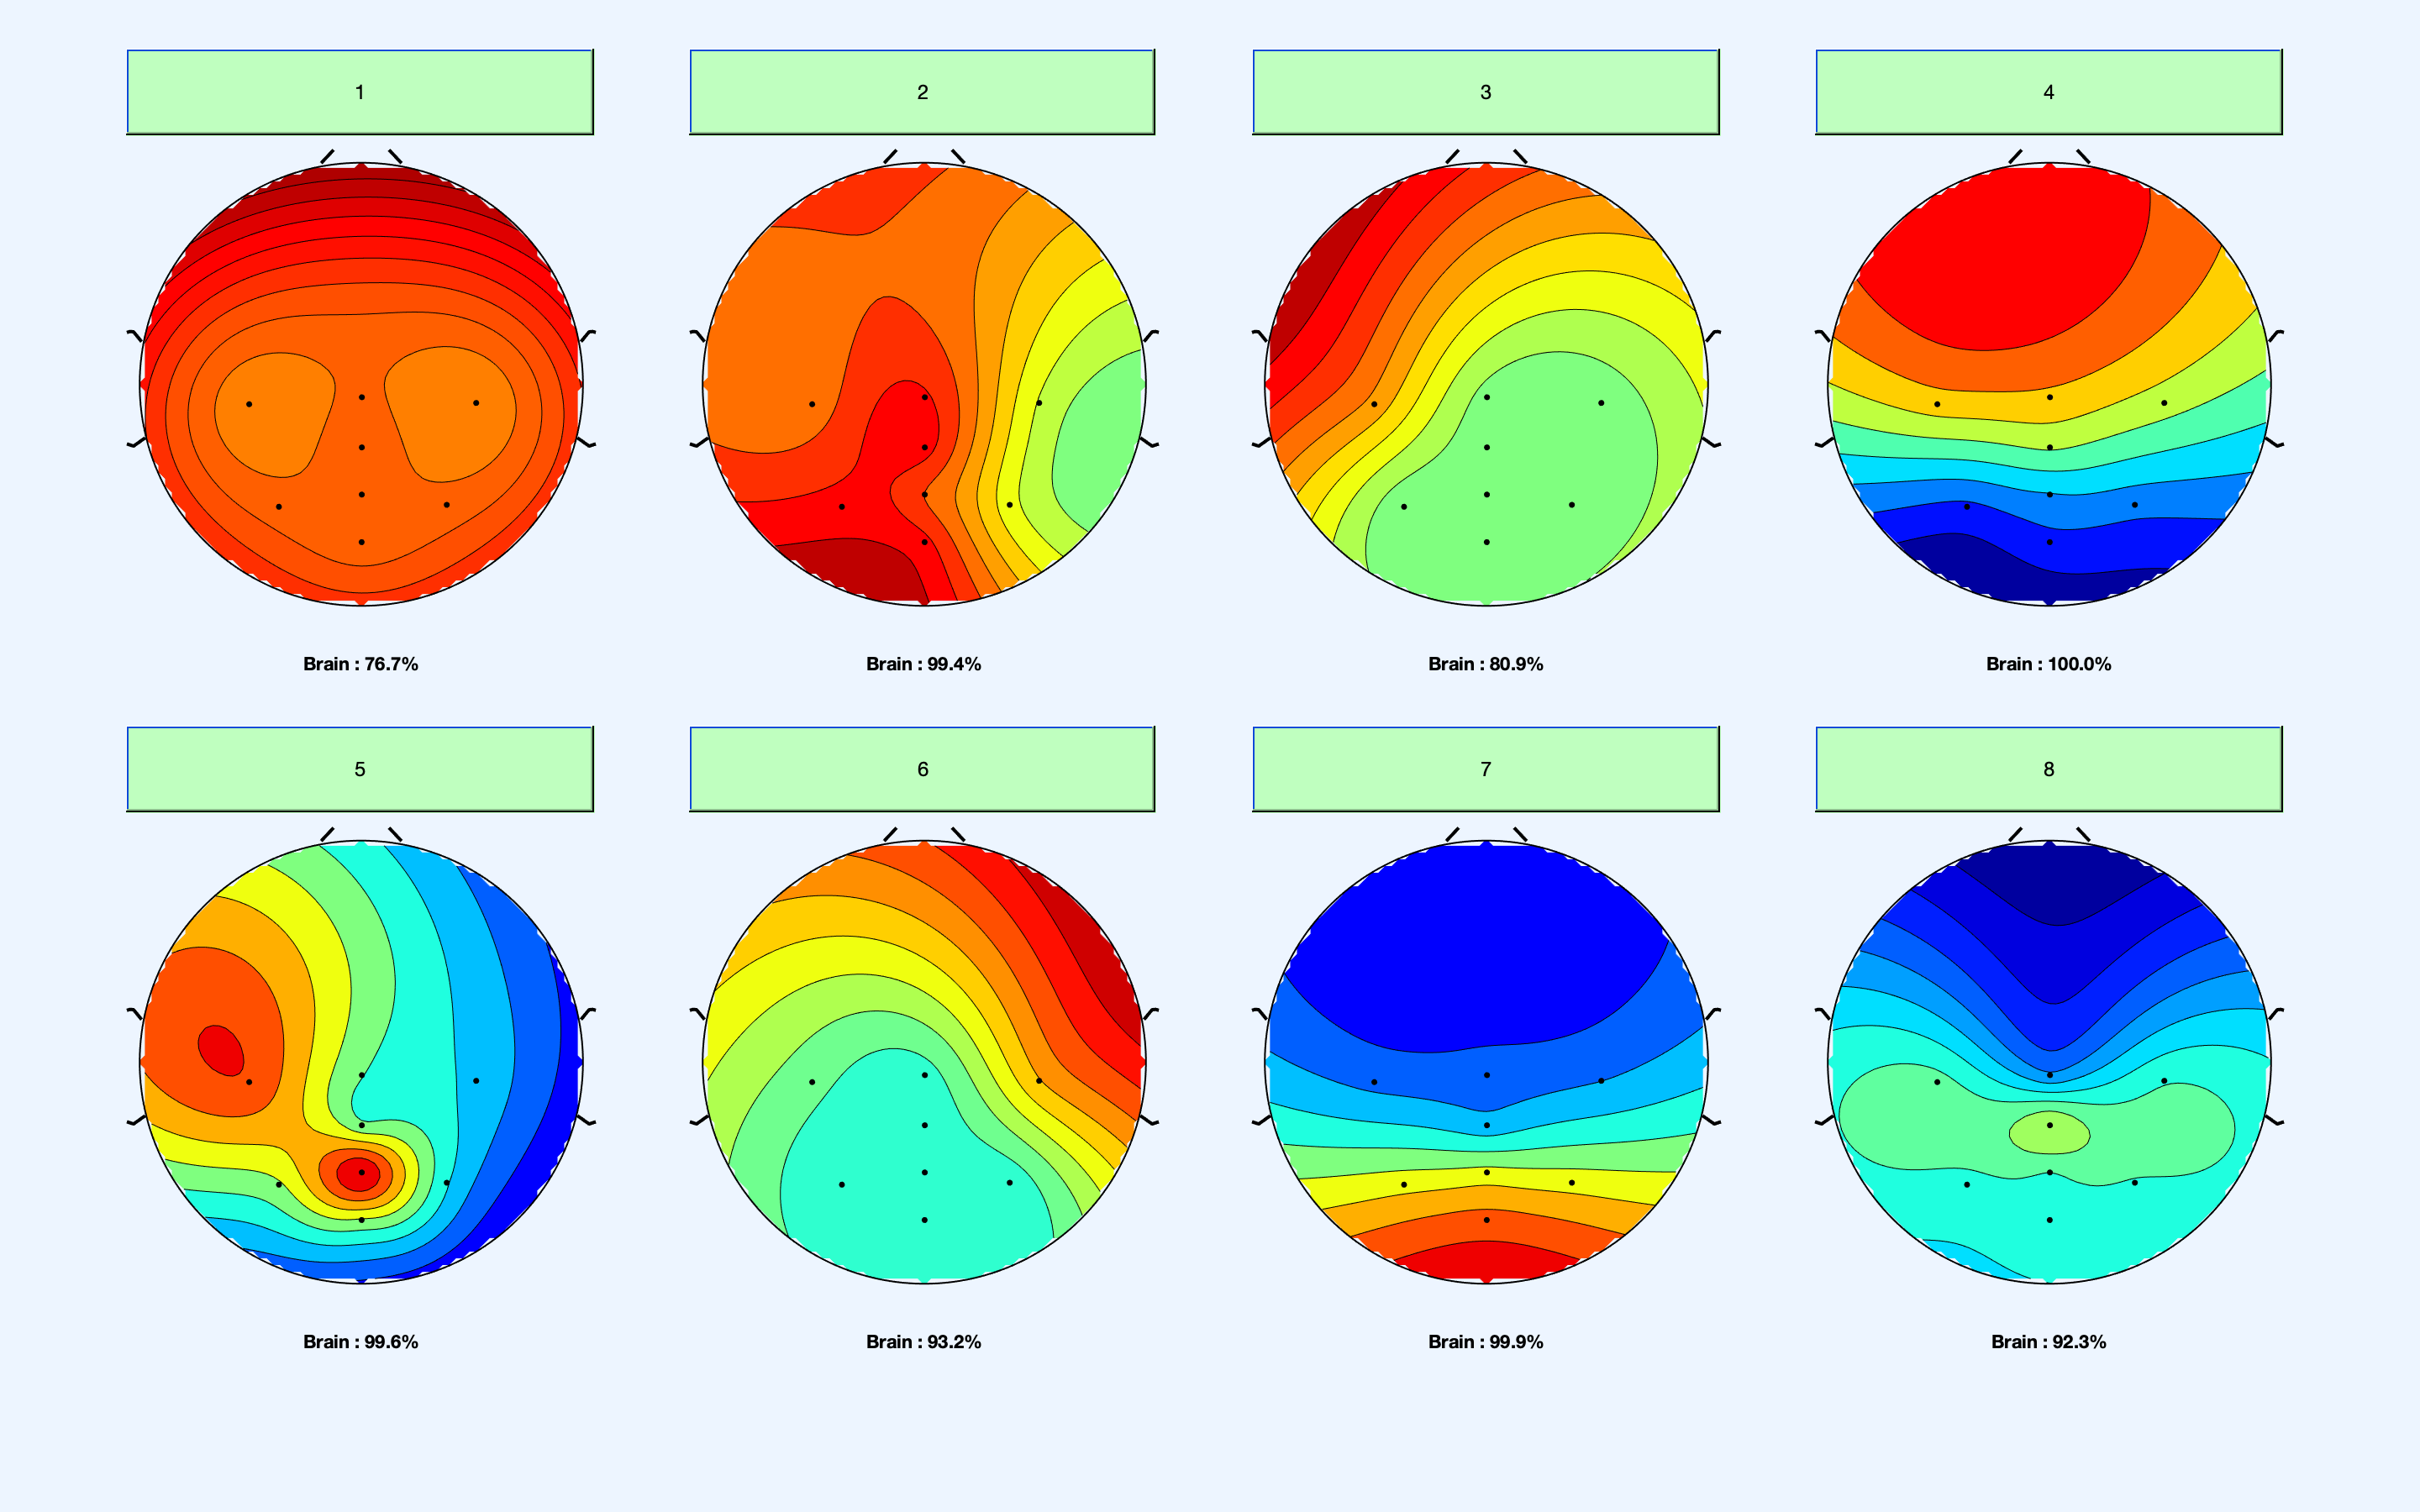 1
2
3
4
Brain : 76.7%
Brain : 99.4%
Brain : 80.9%
Brain : 100.0%
5
6
7
8
Brain : 99.6%
Brain : 93.2%
Brain : 99.9%
Brain : 92.3%